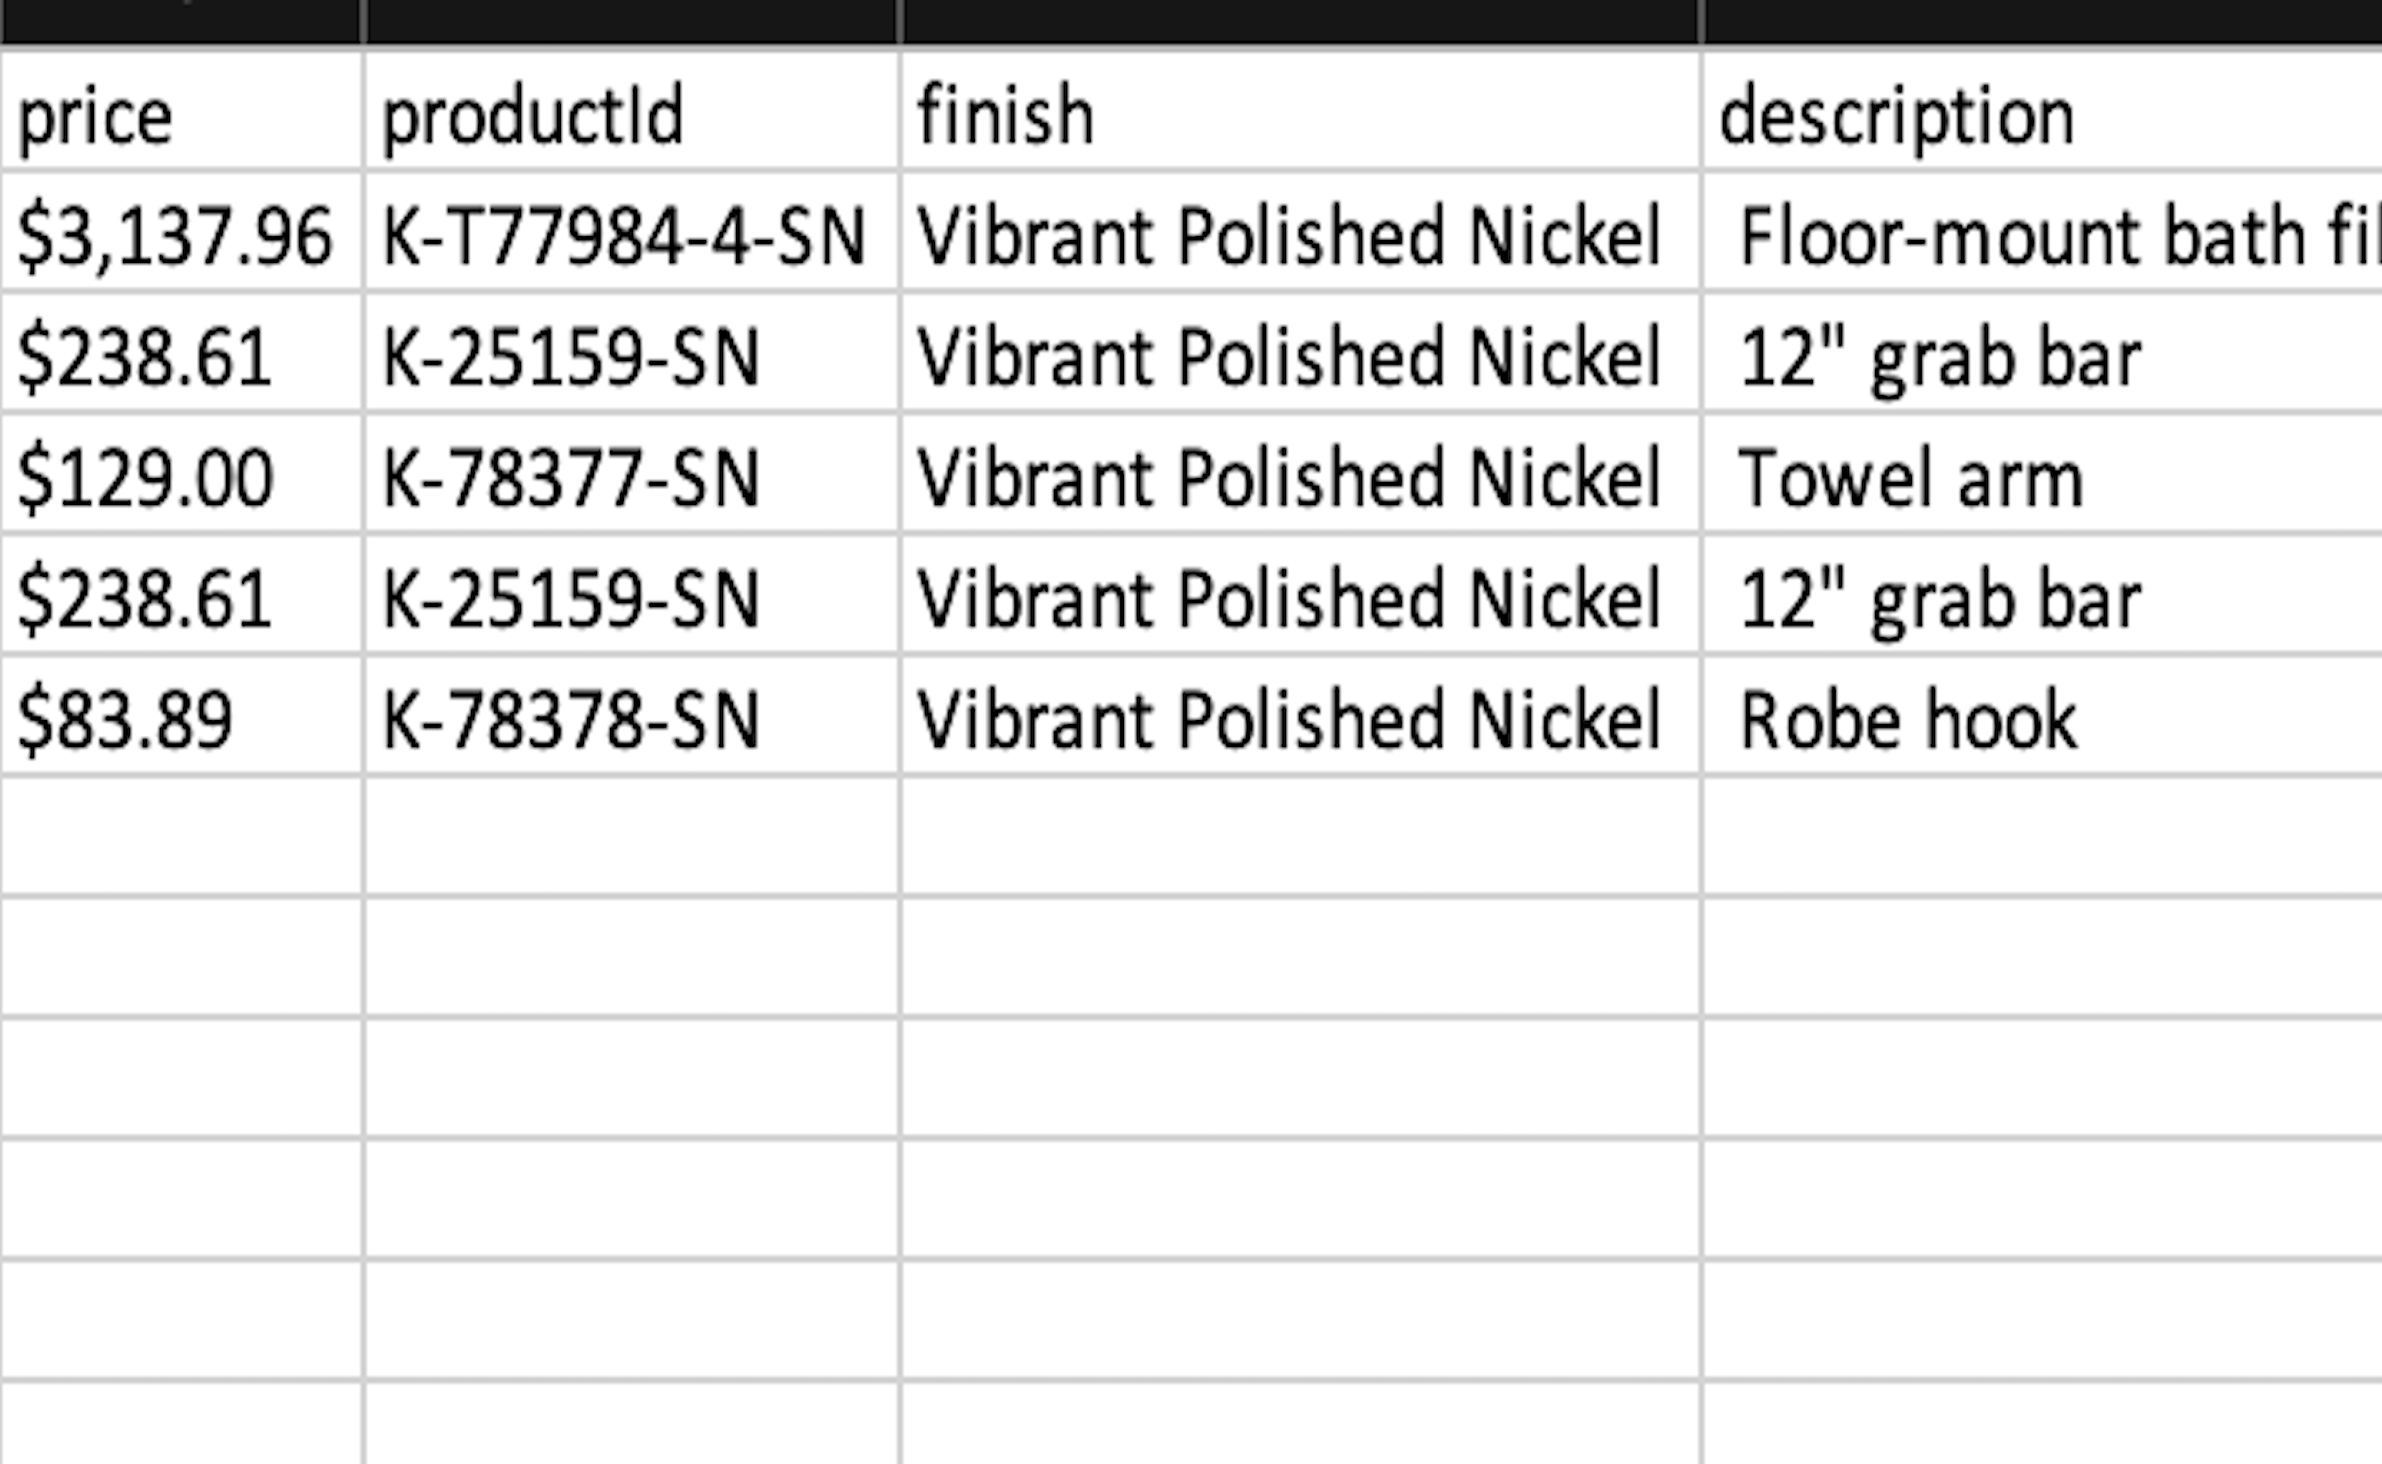 price productId finish description
$3,137.96 K-T77984-4-SN Vibrant Polished Nickel Floor-mount bath
$238.61 K-25159-SN Vibrant Polished Nickel 12" grab bar
$129.00 K-78377-SN Vibrant Polished Nickel Towel arm
$238.61 K-25159-SN Vibrant Polished Nickel 12" grab bar
$83.89 K-78378-SN Vibrant Polished Nickel Robe hook